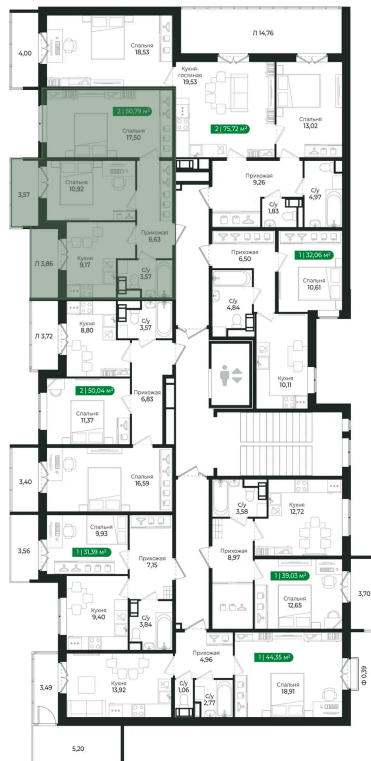 4,00
Спальня
18.53
Л 14,76
Кухня-
гостиная
19,53
Спальня
13,02
2 | 50,79 м²
Спальня
17,50
2 | 75,72 м²
3,57
Спальня
10,92
Прихожая
9,26
С/у
1,83
С/у
4,97
Прихожая
6,63
Л 3,86
Кухня
9,17
С/у
3,57
Прихожая
6,50
1 | 32,06 м²
Спальня
10,61
С/у
4,84
Л 3,72
Кухня
8,80
С/у
3,57
Кухня
10,11
2 | 50,04 м²
Спальня
11,37
Прихожая
6,83
3,40
Спальня
16,59
С/у
3,58
Кухня
12,72
3,56
Спальня
9,93
1 | 31,39 м²
Прихожая
7,15
Прихожая
8,97
1 | 39,03 м²
Спальня
12,65
3,70
Кухня
9,40
С/у
3,84
Прихожая
4,96
1 | 44,35 м²
Спальня
18,91
Ф 0,39
3,49
Кухня
13,92
С/у
1,06
С/у
2,77
5,20